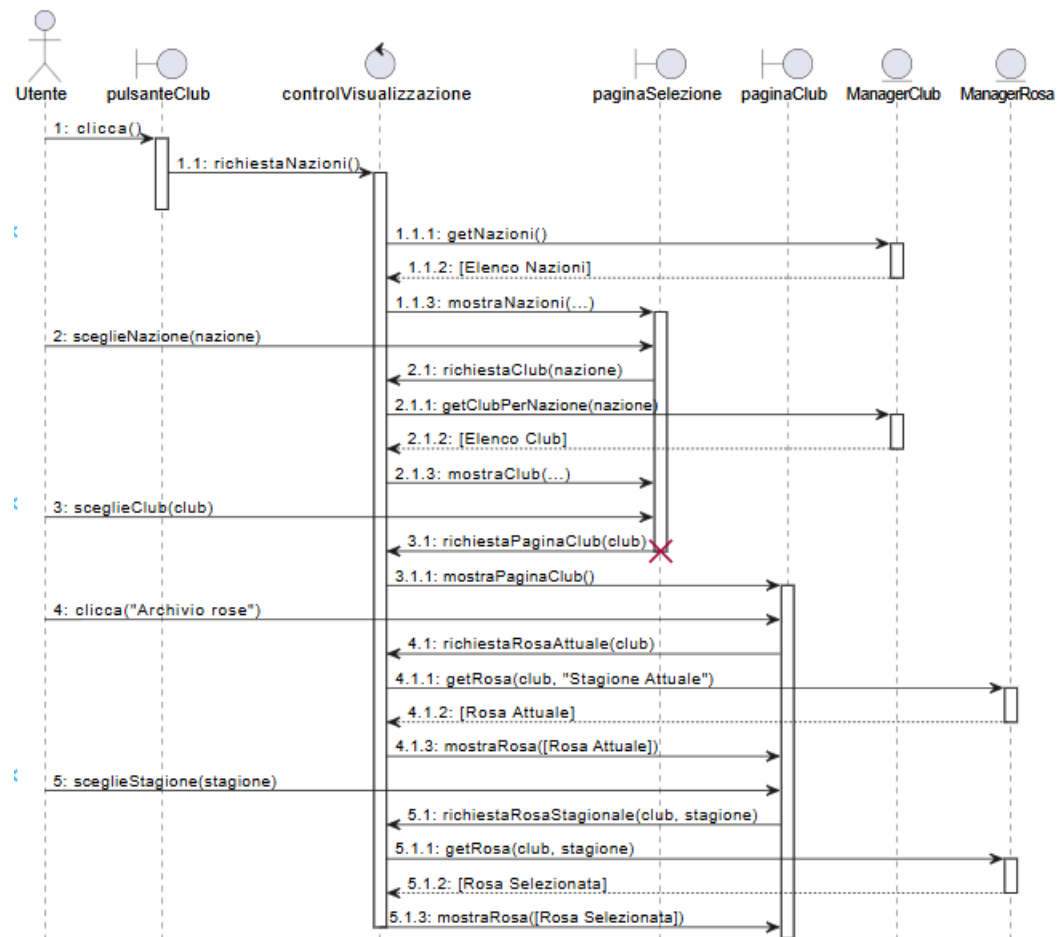 Utente pulsanteClub controlVisualizzazione paginaSelezione paginaClub ManagerClub ManagerRosa
1: clicca()
1.1: richiestaNazioni()
1.1.1: getNazioni()
1.1.2: [Elenco Nazioni]
1.1.3: mostraNazioni(...)
2: sceglieNazione(nazione)
2.1: richiestaClub(nazione)
2.1.1: getClubPerNazione(nazione)
2.1.2: [Elenco Club]
2.1.3: mostraClub(...)
3: sceglieClub(club)
3.1: richiestaPaginaClub(club)
3.1.1: mostraPaginaClub()
4: clicca("Archivio rose")
4.1: richiestaRosaAttuale(club)
4.1.1: getRosa(club, "Stagione Attuale")
4.1.2: [Rosa Attuale]
4.1.3: mostraRosa([Rosa Attuale])
5: sceglieStagione(stagione)
5.1: richiestaRosaStagionale(club, stagione)
5.1.1: getRosa(club, stagione)
5.1.2: [Rosa Selezionata]
5.1.3: mostraRosa([Rosa Selezionata])